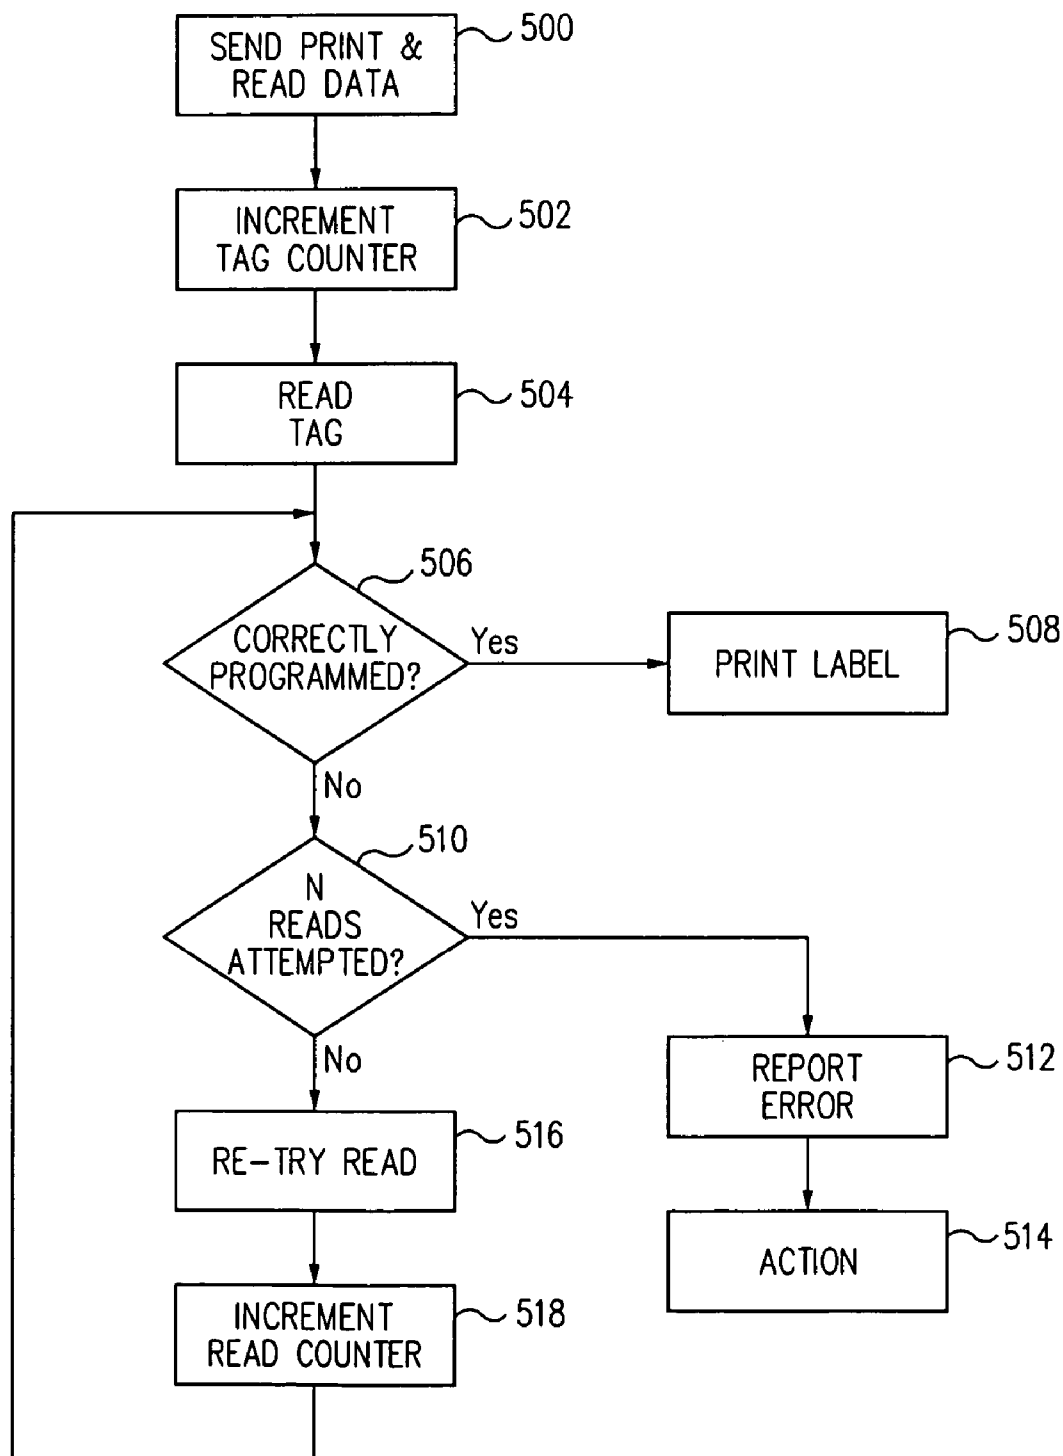 SEND PRINT &
READ DATA
500
INCREMENT
TAG COUNTER
502
READ
TAG
504
CORRECTLY
PROGRAMMED?
506
Yes
PRINT LABEL
508
No
N
READS
ATTEMPTED?
510
Yes
No
REPORT
ERROR
512
RE-TRY READ
516
ACTION
514
INCREMENT
READ COUNTER
518